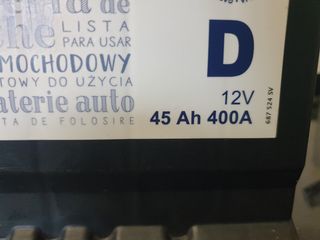 LISTA
PARA USAR
MOCHODOWY
TOWY DO UŻYCIA
aterie auto
TA DE FOLOSIRE
D
12V
45 Ah 400A
687 524 SV